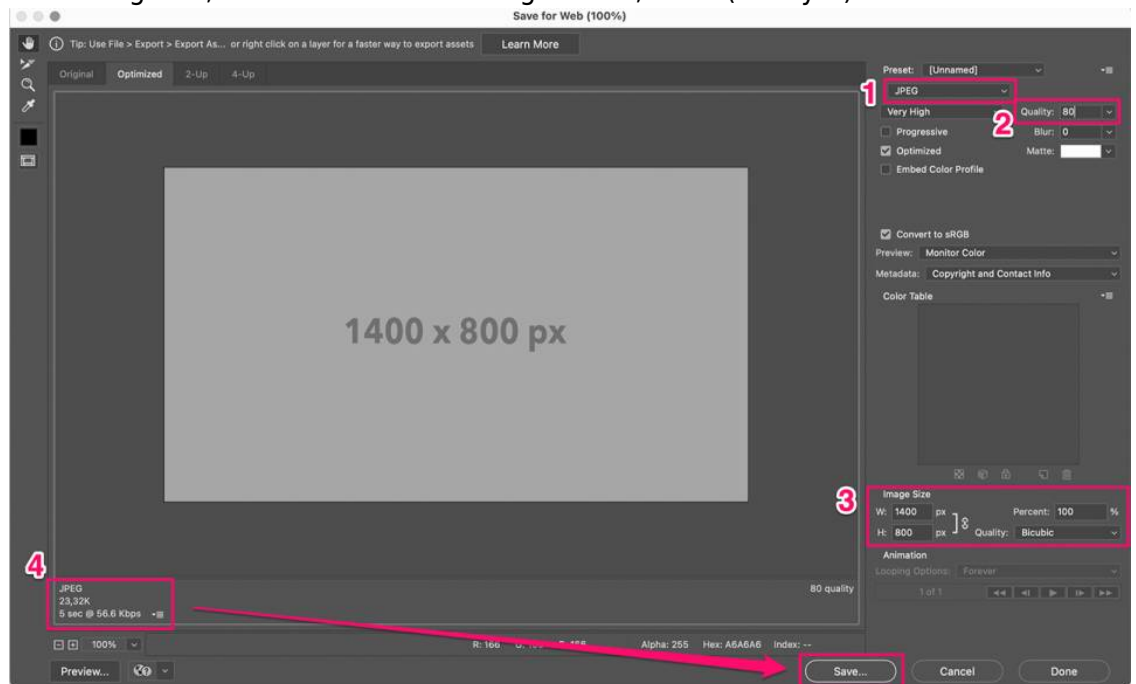 Save for Web (100%)
Tip: Use File > Export > Export As... or right click on a layer for a faster way to export assets
Learn More
Original Optimized 2-Up 4-Up
Preset: [Unnamed]
1
JPEG
Very High
2
Quality: 80
Progressive
Blur: 0
Optimized
Matte:
Embed Color Profile
Convert to sRGB
Preview: Monitor Color
Metadata: Copyright and Contact Info
Color Table
1400 x 800 px
3
Image Size
W: 1400 px Percent: 100 %
H: 800 px Quality: Bicubic
Animation
Looping Options: Forever
1 of 1
4
JPEG
23,32K
5 sec @ 56.6 Kbps
80 quality
100%
R: 166
Alpha: 255 Hex: A6A6A6 Index: --
Preview...
Save... Cancel Done